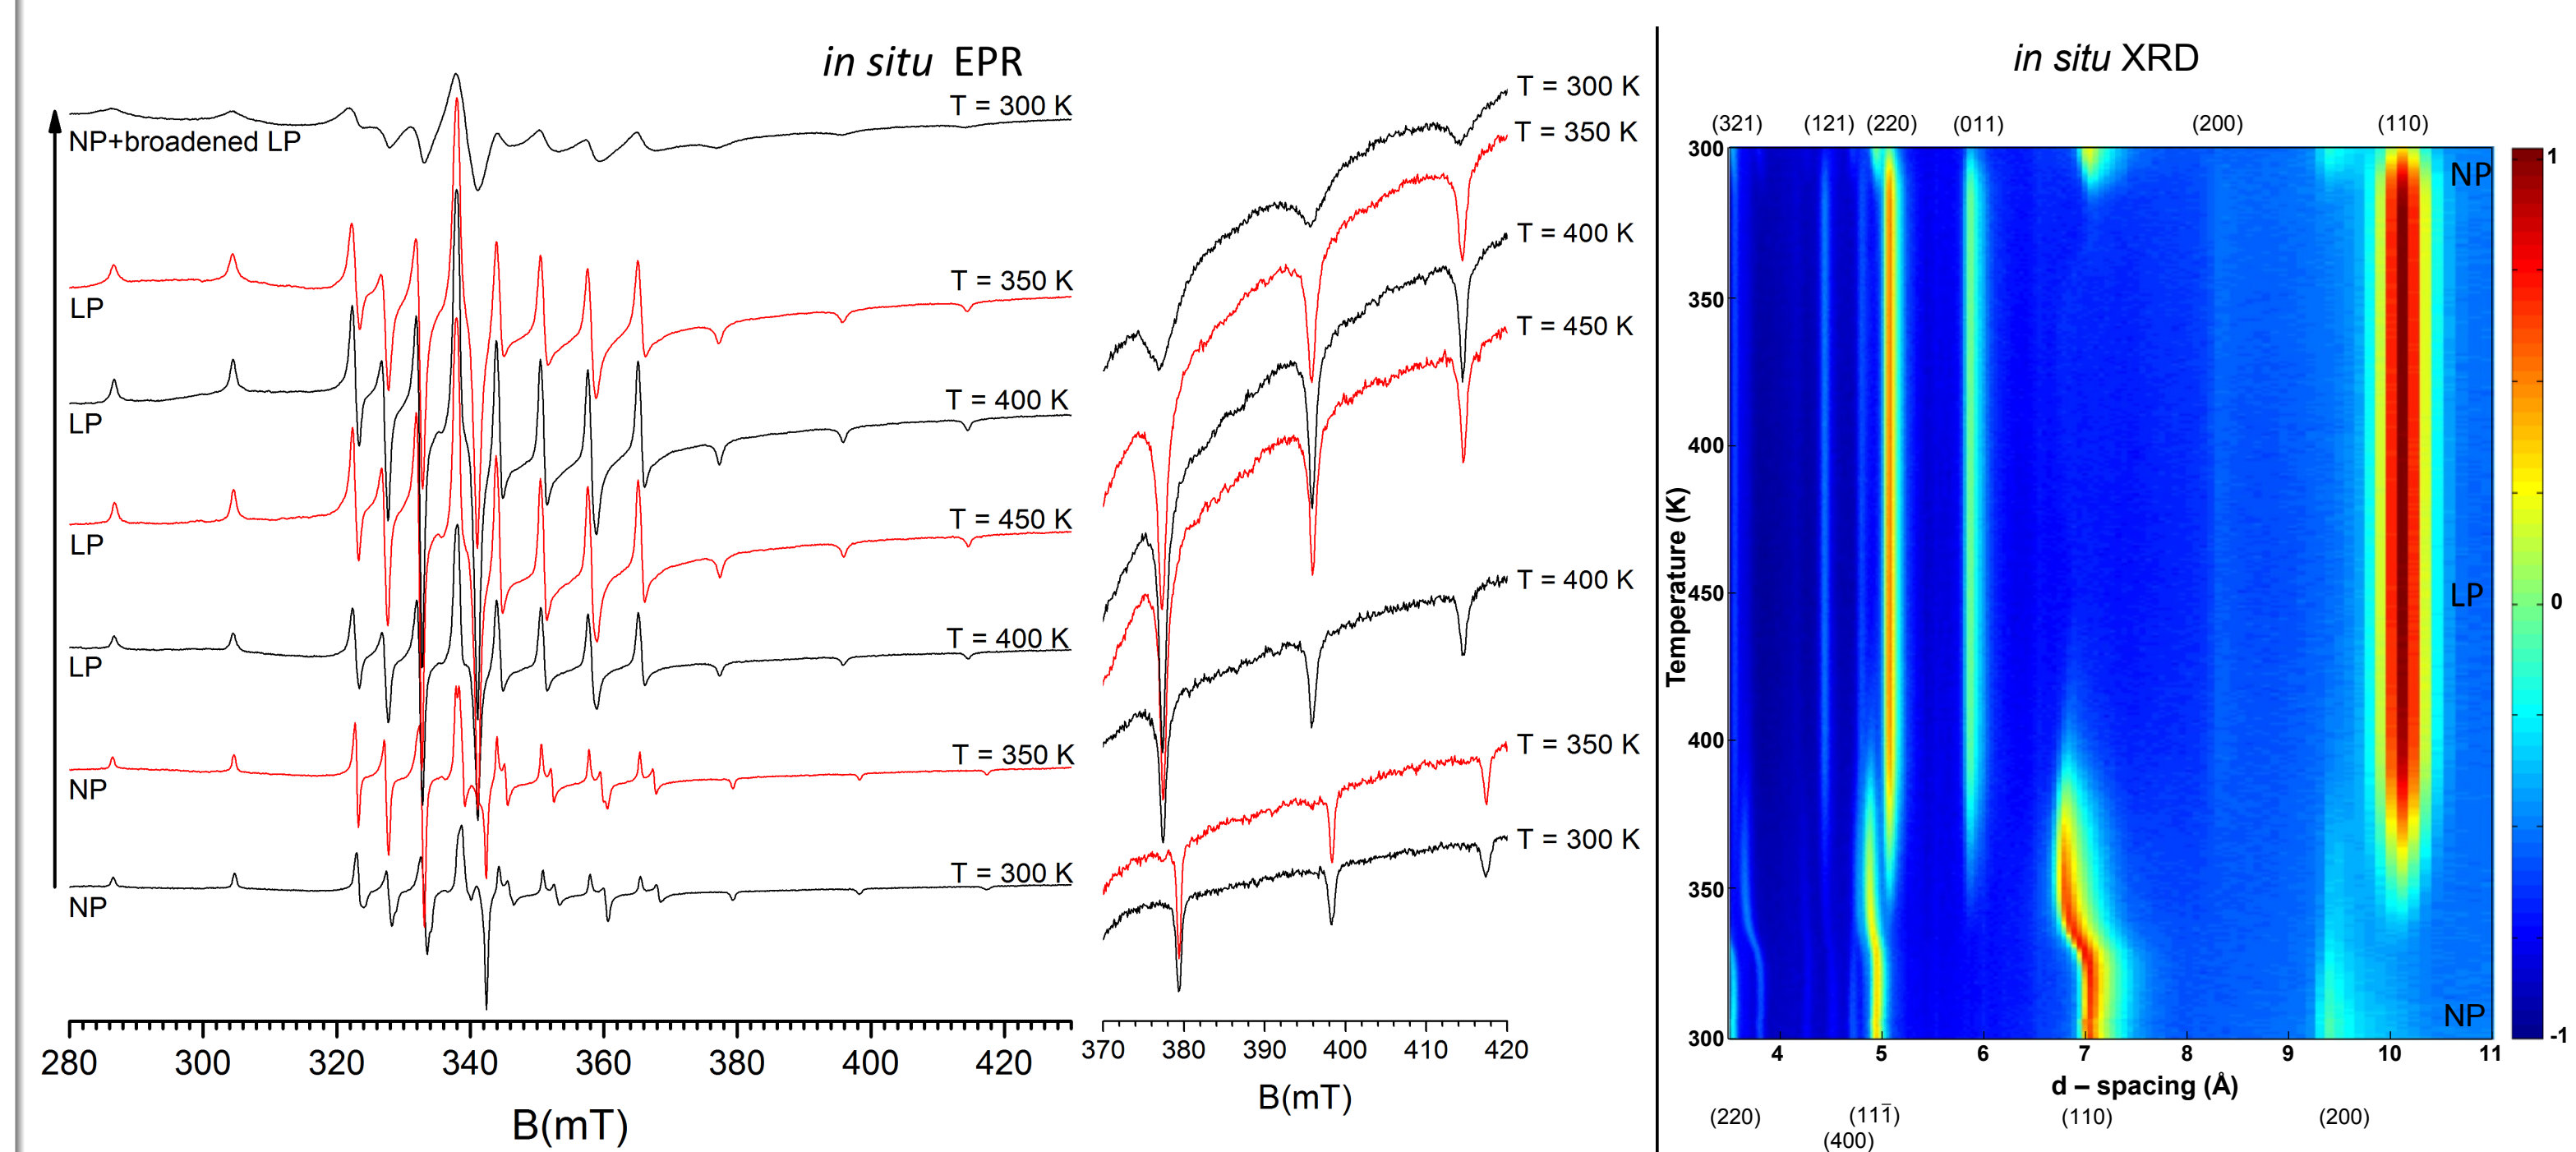 in situ EPR
T = 300 K
NP+broadened LP
T = 350 K
LP
T = 400 K
LP
T = 450 K
LP
T = 400 K
LP
T = 350 K
NP
T = 300 K
NP
280 300 320 340 360 380 400 420
B(mT)
T = 300 K
T = 350 K
T = 400 K
T = 450 K
T = 400 K
T = 350 K
T = 300 K
370 380 390 400 410 420
B(mT)
in situ XRD
(321) (121) (220) (011) (200) (110)
300
350
400
450
400
350
300
Temperature (K)
NP
LP
NP
1
0
-1
4 5 6 7 8 9 10 11
d – spacing (Å)
(220) (111̄) (110) (200)
(400)